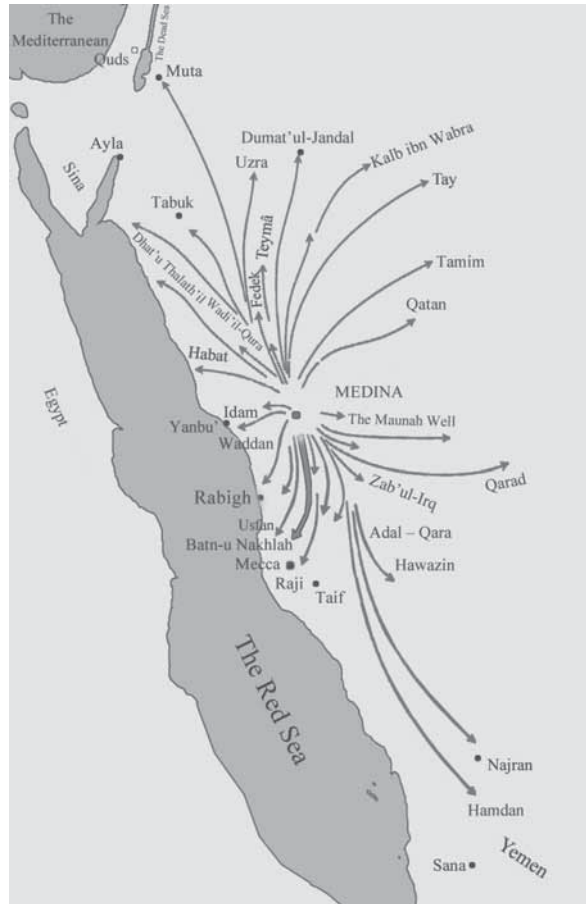 The
Mediterranean
The Dead Sea
Quds
Muta
Dumat'ul-Jandal
Kalb ibn Wabra
Uzra
Tay
Ayla
Sina
Tabuk
Teymâ
Tamim
Dhat'u Thalath'il Wadi'il-Qura
Fedek
Qatan
Habat
Egypt
MEDINA
Idam
The Maunah Well
Yanbu'
Waddan
Zab'ul-Irq
Qarad
Rabigh
Usfan
Adal – Qara
Batn-u Nakhlah
Hawazin
Mecca
Raji
Taif
The Red Sea
Najran
Hamdan
Yemen
Sana